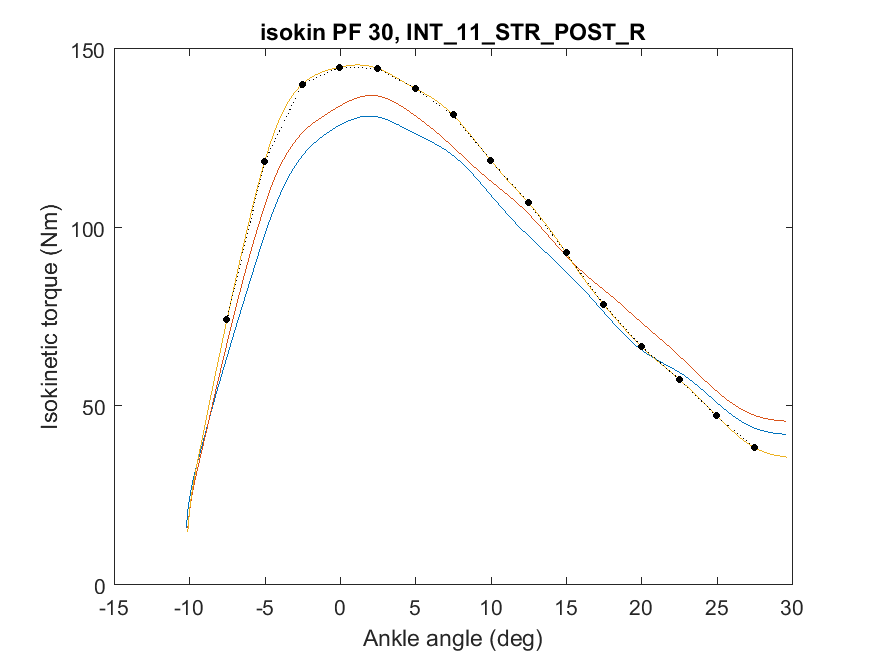 isokin PF 30, INT_11_STR_POST_R
150
100
50
0
-15 -10 -5 0 5 10 15 20 25 30
Isokinetic torque (Nm)
Ankle angle (deg)